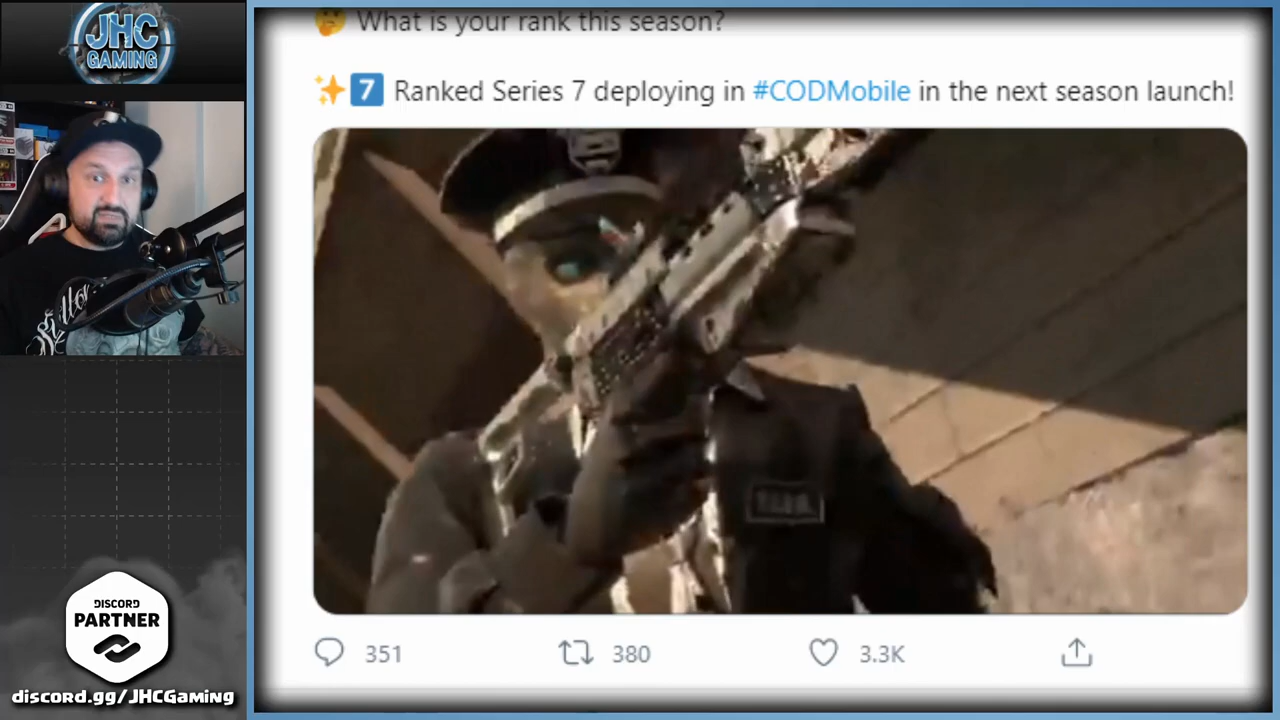 JHC
GAMING
🤔 What is your rank this season?
✨7️⃣ Ranked Series 7 deploying in #CODMobile in the next season launch!
351
380
3.3K
DISCORD
PARTNER
discord.gg/JHCGaming